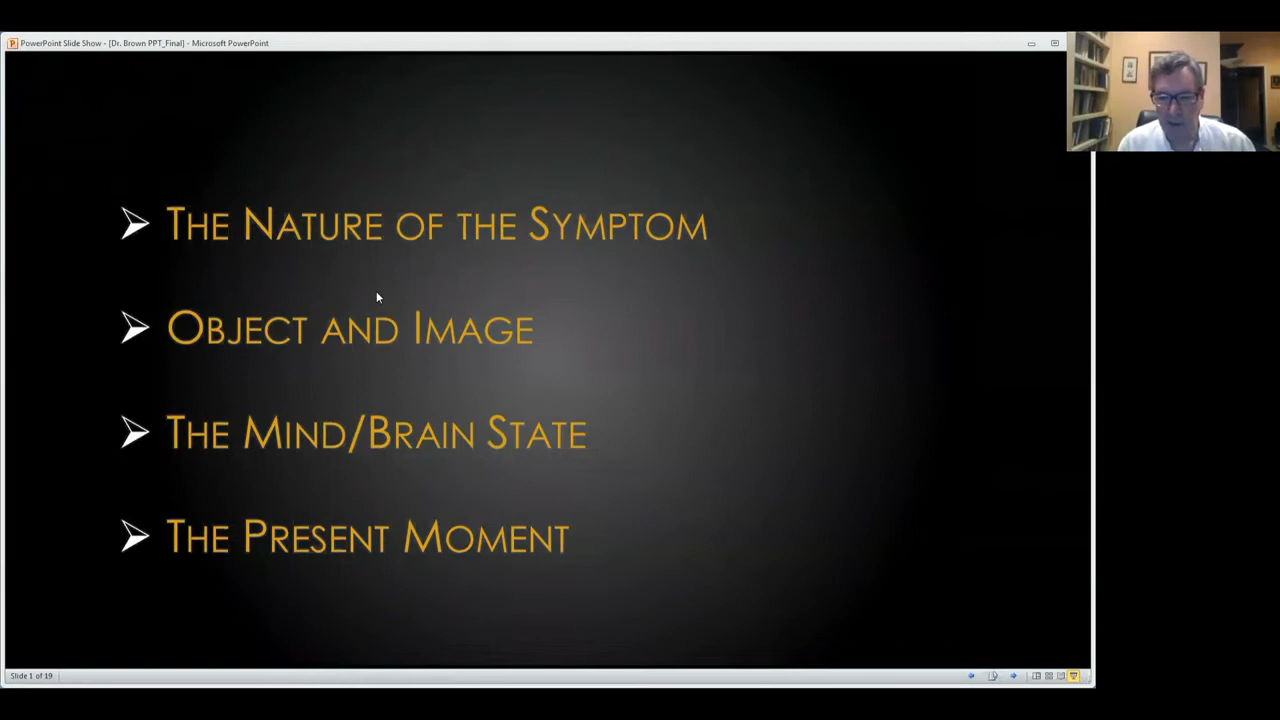 PowerPoint Slide Show - [Dr. Brown PPT_Final] - Microsoft PowerPoint
The Nature of the Symptom
Object and Image
The Mind/Brain State
The Present Moment
Slide 1 of 19